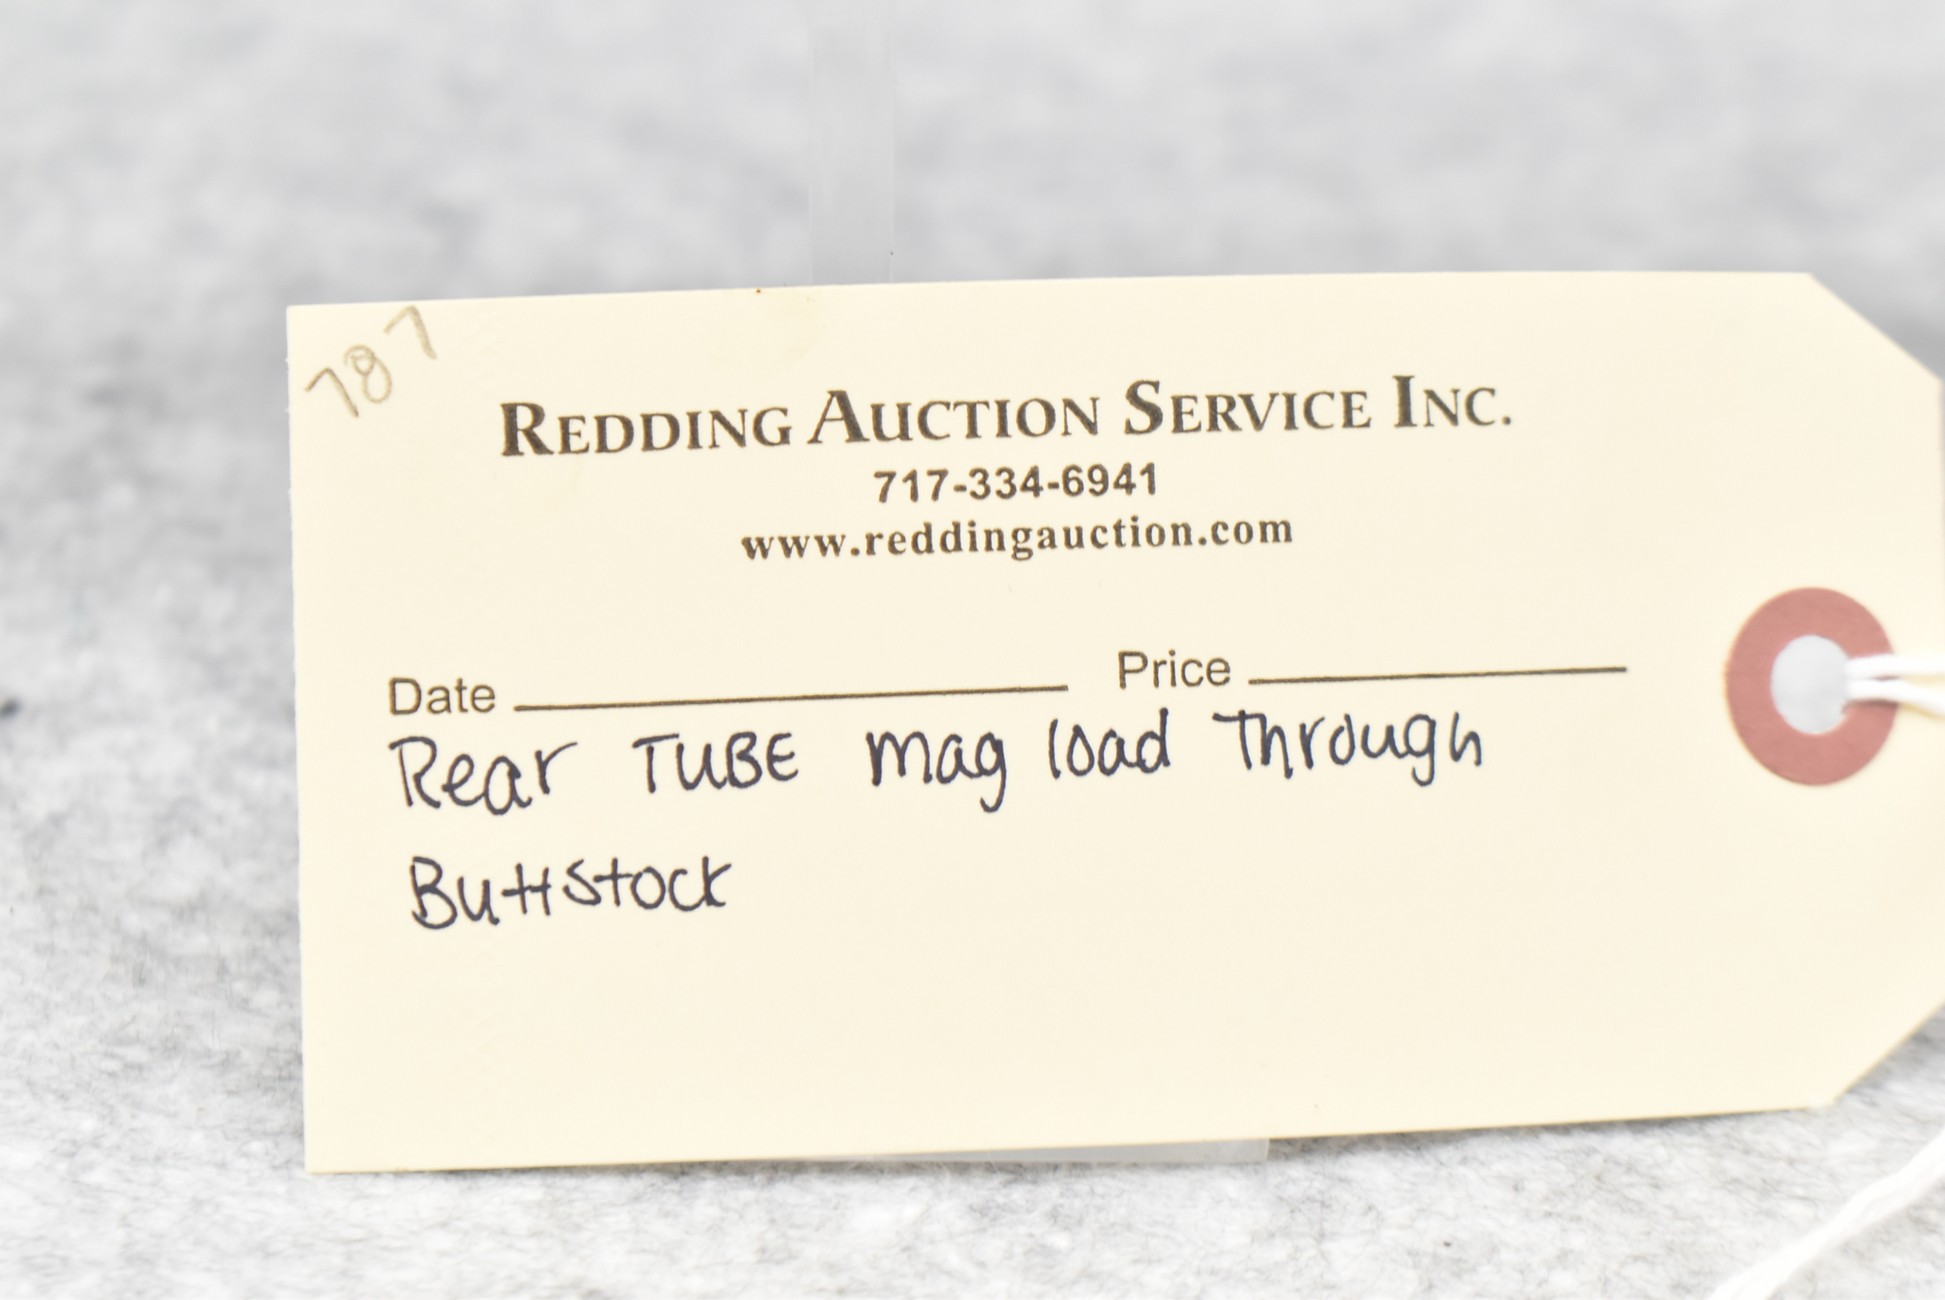 787
Redding Auction Service Inc.
717-334-6941
www.reddingauction.com
Date Price
Rear TUBE mag load Through
Buttstock